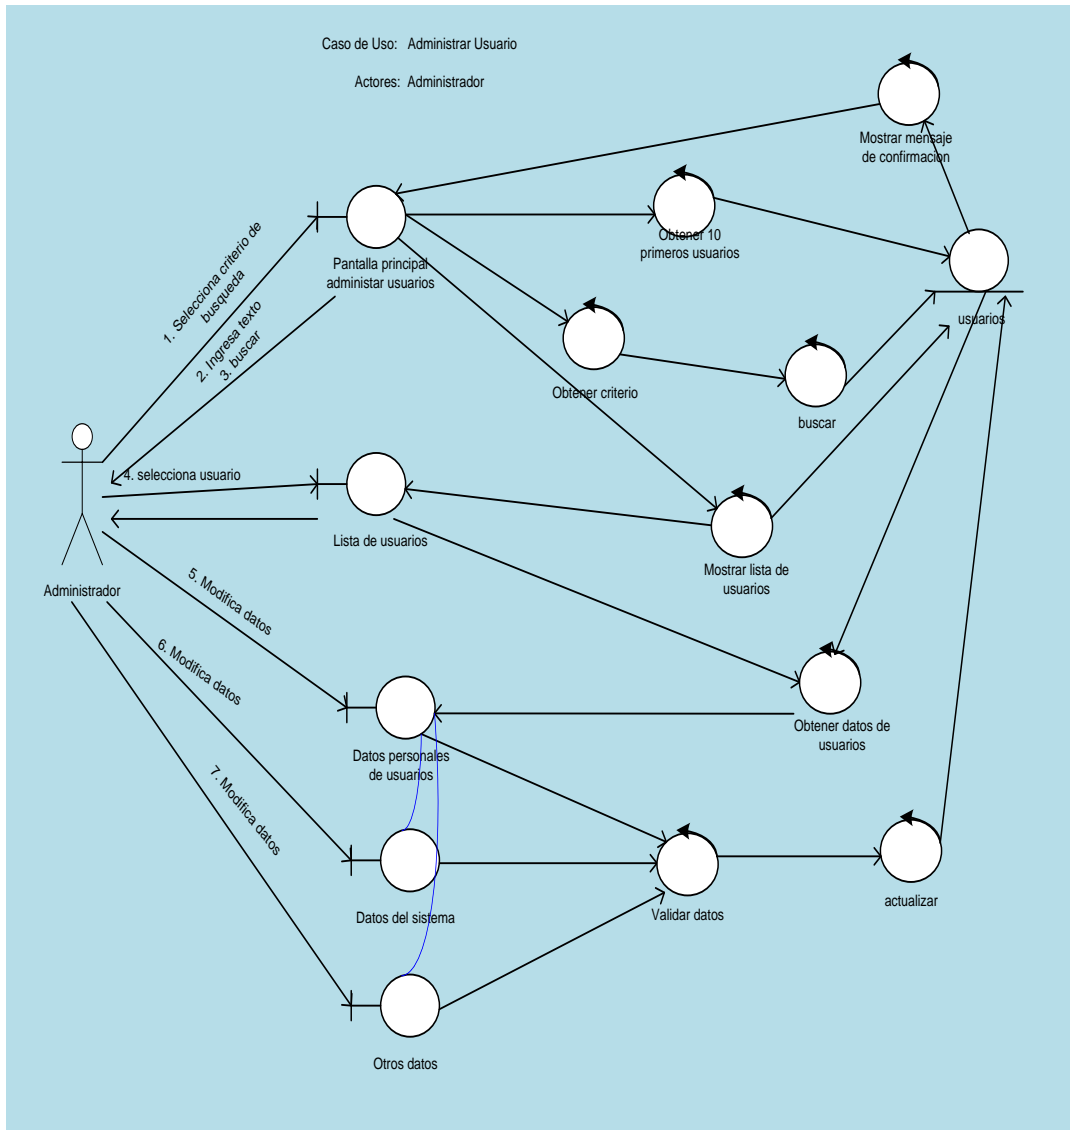 Caso de Uso: Administrar Usuario
Actores: Administrador
Mostrar mensaje
de confirmacion
Obtener 10
primeros usuarios
Pantalla principal
administar usuarios
usuarios
1. Selecciona criterio de
busqueda
2. Ingresa texto
3. buscar
Obtener criterio
buscar
4. selecciona usuario
Lista de usuarios
Mostrar lista de
usuarios
Administrador
5. Modifica datos
6. Modifica datos
7. Modifica datos
Obtener datos de
usuarios
Datos personales
de usuarios
Datos del sistema
Validar datos
actualizar
Otros datos